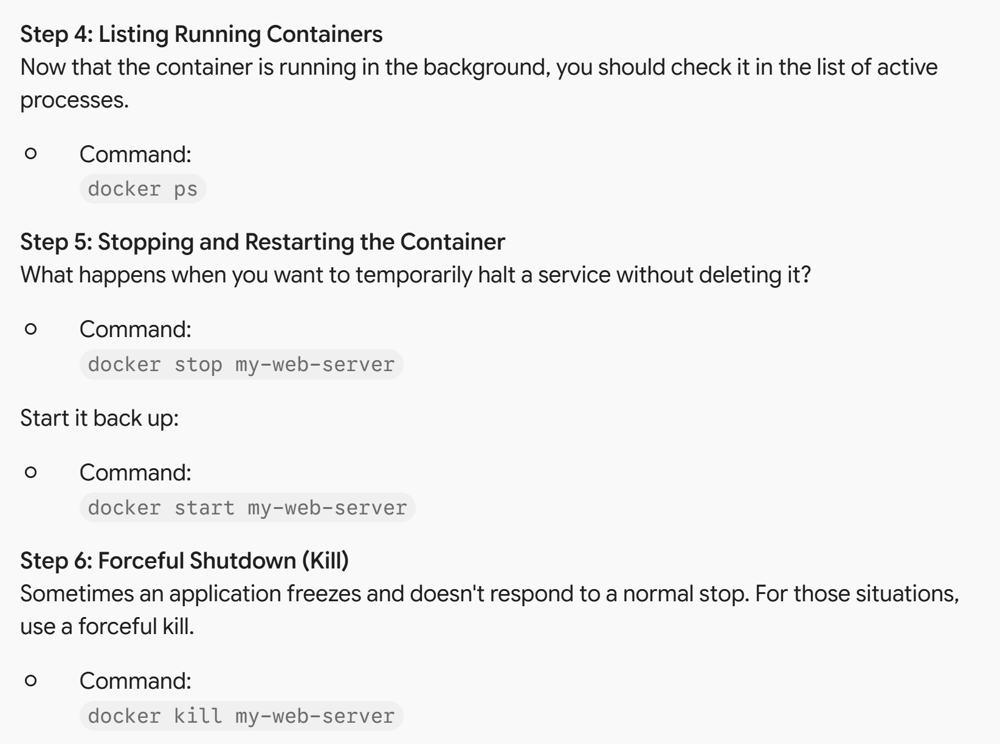 Step 4: Listing Running Containers
Now that the container is running in the background, you should check it in the list of active
processes.
Command:
docker ps
Step 5: Stopping and Restarting the Container
What happens when you want to temporarily halt a service without deleting it?
Command:
docker stop my-web-server
Start it back up:
Command:
docker start my-web-server
Step 6: Forceful Shutdown (Kill)
Sometimes an application freezes and doesn't respond to a normal stop. For those situations,
use a forceful kill.
Command:
docker kill my-web-server